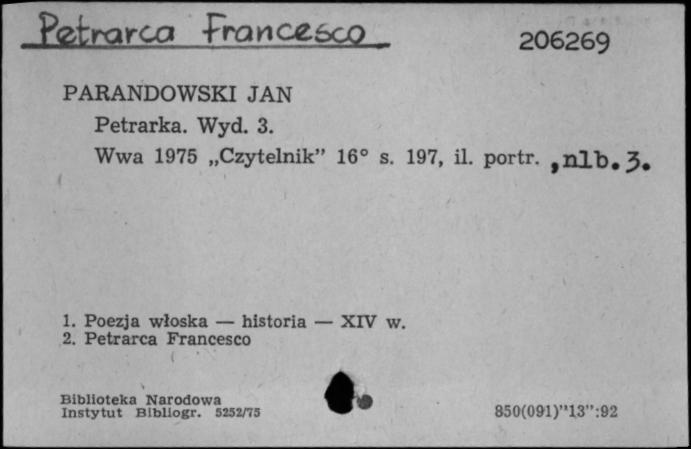 Petrarca Francesco
206269
PARANDOWSKI JAN
Petrarka. Wyd. 3.
Wwa 1975 „Czytelnik” 16° s. 197, il. portr. , nlb. 3.
1. Poezja włoska — historia — XIV w.
2. Petrarca Francesco
Biblioteka Narodowa
Instytut Bibliogr. 5252/75
850(091)”13”:92